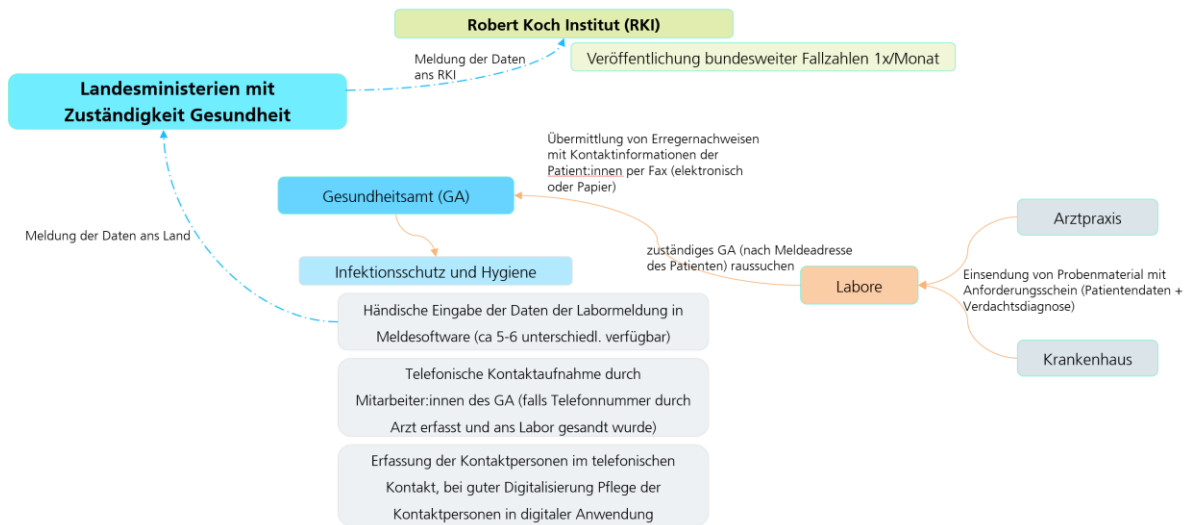 Robert Koch Institut (RKI)
Meldung der Daten
ans RKI
Veröffentlichung bundesweiter Fallzahlen 1x/Monat
Landesministerien mit
Zuständigkeit Gesundheit
Übermittlung von Erregernachweisen
mit Kontaktinformationen der
Patient:innen per Fax (elektronisch
oder Papier)
Gesundheitsamt (GA)
Arztpraxis
Meldung der Daten ans Land
zuständiges GA (nach Meldeadresse
des Patienten) raussuchen
Infektionsschutz und Hygiene
Labore
Einsendung von Probenmaterial mit
Anforderungsschein (Patientendaten +
Verdachtsdiagnose)
Händische Eingabe der Daten der Labormeldung in
Meldesoftware (ca 5-6 unterschiedl. verfügbar)
Krankenhaus
Telefonische Kontaktaufnahme durch
Mitarbeiter:innen des GA (falls Telefonnummer durch
Arzt erfasst und ans Labor gesandt wurde)
Erfassung der Kontaktpersonen im telefonischen
Kontakt, bei guter Digitalisierung Pflege der
Kontaktpersonen in digitaler Anwendung